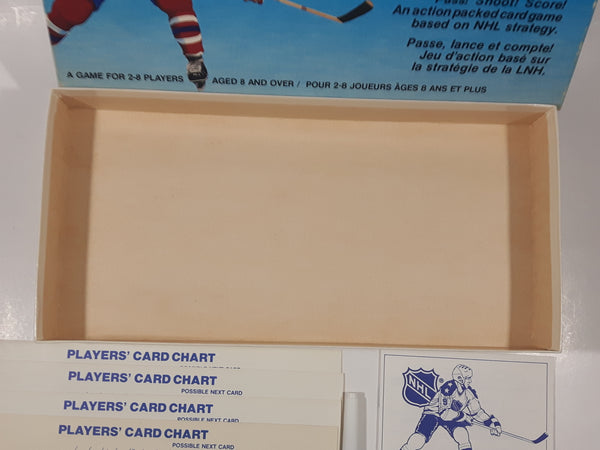 Pass! Shoot! Score!
An action packed card game
based on NHL strategy.
Passe, lance et compte!
Jeu d'action basé sur
la stratégie de la LNH.
A GAME FOR 2-8 PLAYERS AGED 8 AND OVER / POUR 2-8 JOUEURS ÂGES 8 ANS ET PLUS
PLAYERS' CARD CHART
PLAYERS' CARD CHART
POSSIBLE NEXT CARD
PLAYERS' CARD CHART
POSSIBLE NEXT CARD
PLAYERS' CARD CHART
POSSIBLE NEXT CARD
NHL